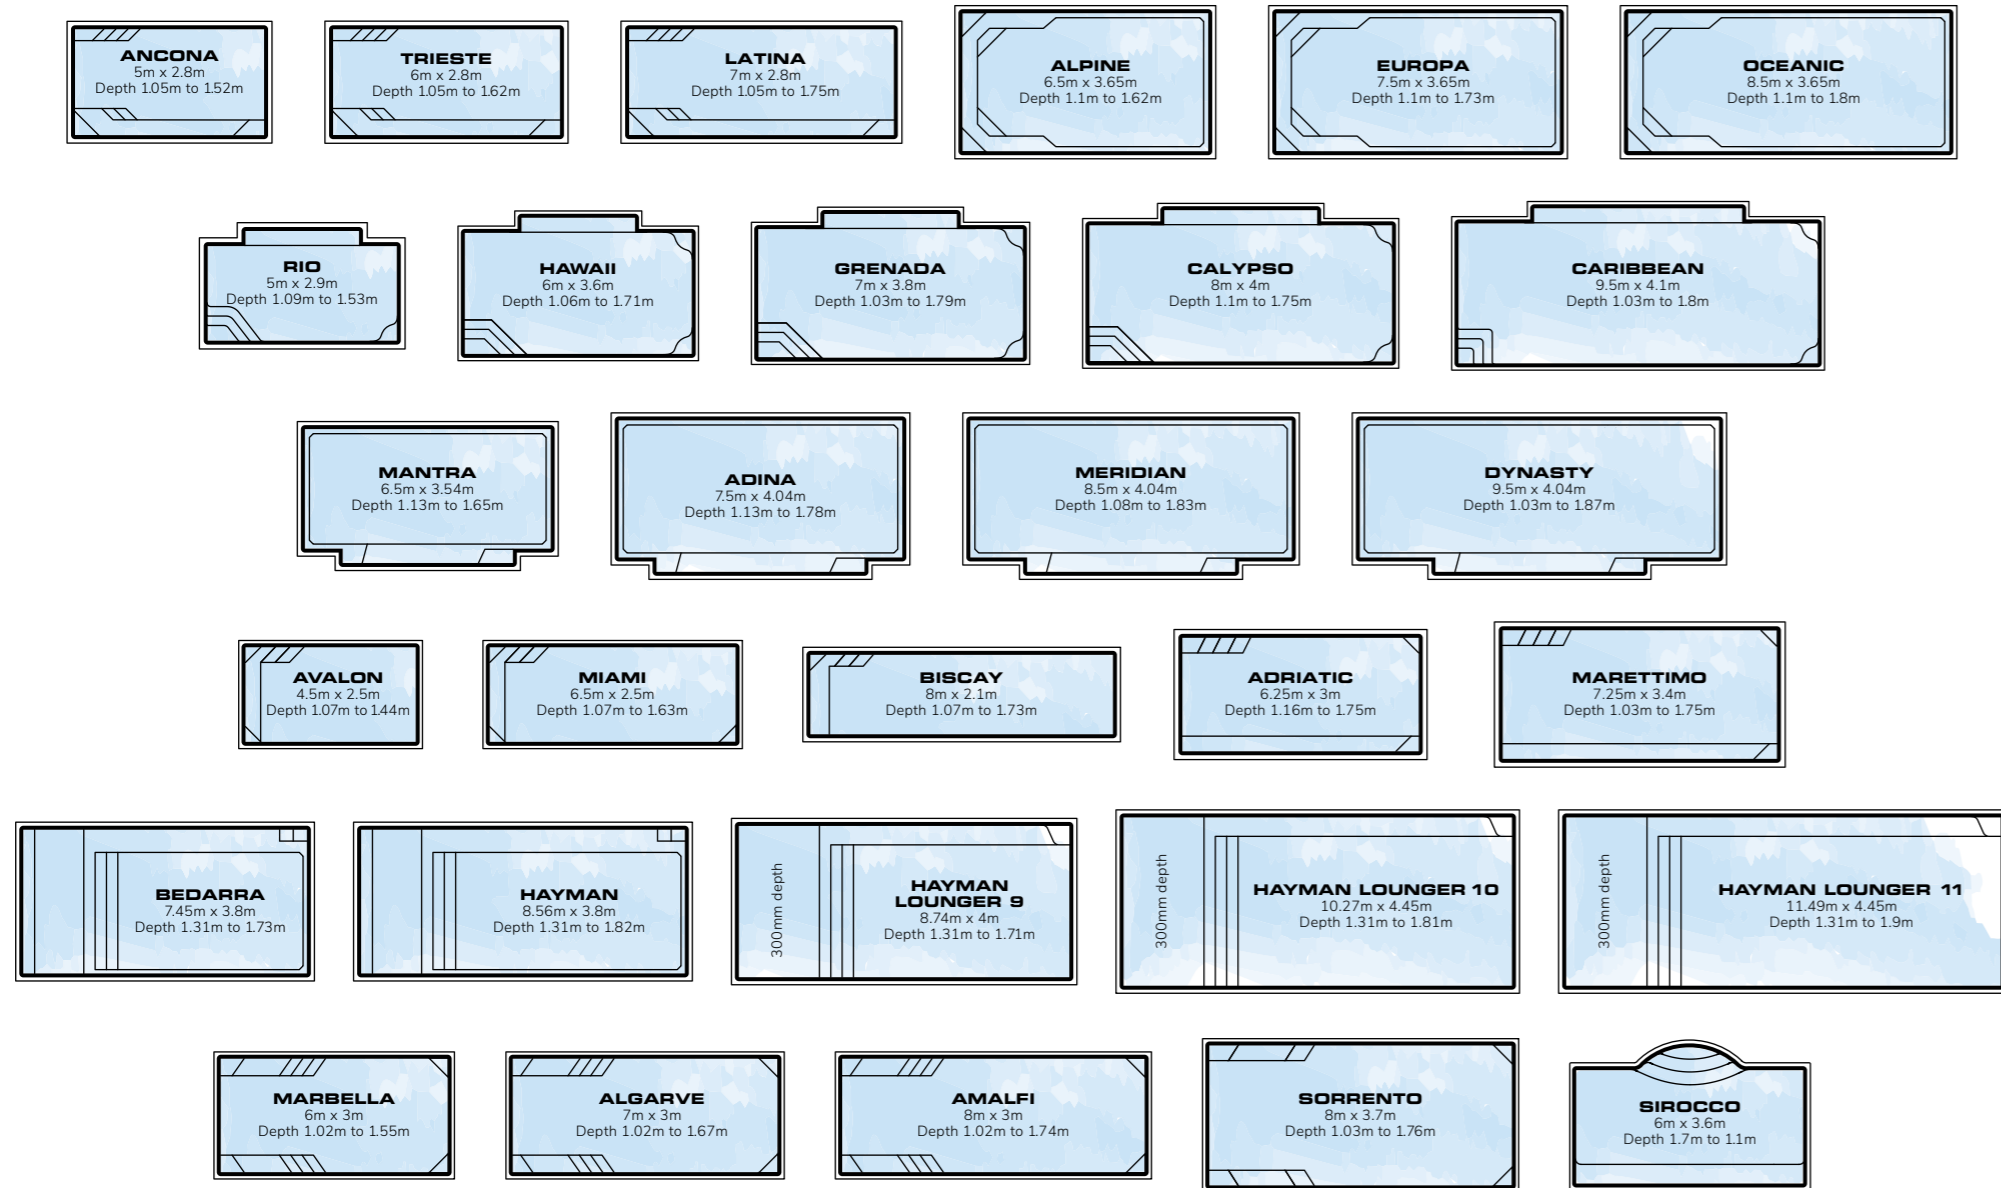 ANCONA
5m x 2.8m
Depth 1.05m to 1.52m
TRIESTE
6m x 2.8m
Depth 1.05m to 1.62m
LATINA
7m x 2.8m
Depth 1.05m to 1.75m
ALPINE
6.5m x 3.65m
Depth 1.1m to 1.62m
EUROPA
7.5m x 3.65m
Depth 1.1m to 1.73m
OCEANIC
8.5m x 3.65m
Depth 1.1m to 1.8m
RIO
5m x 2.9m
Depth 1.09m to 1.53m
HAWAII
6m x 3.6m
Depth 1.06m to 1.71m
GRENADA
7m x 3.8m
Depth 1.03m to 1.79m
CALYPSO
8m x 4m
Depth 1.1m to 1.75m
CARIBBEAN
9.5m x 4.1m
Depth 1.03m to 1.8m
MANTRA
6.5m x 3.54m
Depth 1.13m to 1.65m
ADINA
7.5m x 4.04m
Depth 1.13m to 1.78m
MERIDIAN
8.5m x 4.04m
Depth 1.08m to 1.83m
DYNASTY
9.5m x 4.04m
Depth 1.03m to 1.87m
AVALON
4.5m x 2.5m
Depth 1.07m to 1.44m
MIAMI
6.5m x 2.5m
Depth 1.07m to 1.63m
BISCAY
8m x 2.1m
Depth 1.07m to 1.73m
ADRIATIC
6.25m x 3m
Depth 1.16m to 1.75m
MARETTIMO
7.25m x 3.4m
Depth 1.03m to 1.75m
BEDARRA
7.45m x 3.8m
Depth 1.31m to 1.73m
HAYMAN
8.56m x 3.8m
Depth 1.31m to 1.82m
300mm depth
HAYMAN
LOUNGER 9
8.74m x 4m
Depth 1.31m to 1.71m
300mm depth
HAYMAN LOUNGER 10
10.27m x 4.45m
Depth 1.31m to 1.81m
300mm depth
HAYMAN LOUNGER 11
11.49m x 4.45m
Depth 1.31m to 1.9m
MARBELLA
6m x 3m
Depth 1.02m to 1.55m
ALGARVE
7m x 3m
Depth 1.02m to 1.67m
AMALFI
8m x 3m
Depth 1.02m to 1.74m
SORRENTO
8m x 3.7m
Depth 1.03m to 1.76m
SIROCCO
6m x 3.6m
Depth 1.7m to 1.1m